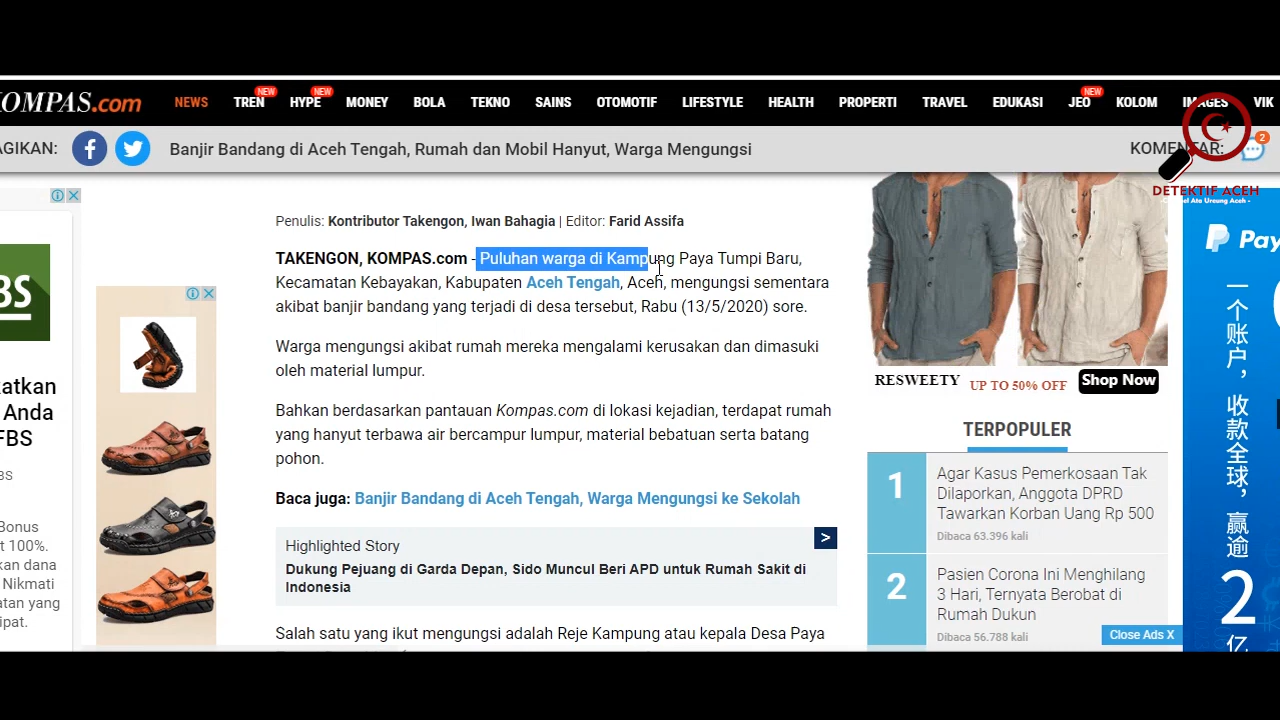 KOMPAS.com NEWS TREN NEW HYPE NEW MONEY BOLA TEKNO SAINS OTOMOTIF LIFESTYLE HEALTH PROPERTI TRAVEL EDUKASI JEO NEW KOLOM IMAGES VIK
AGIKAN: Banjir Bandang di Aceh Tengah, Rumah dan Mobil Hanyut, Warga Mengungsi KOMENTAR: 2
DETEKTIF ACEH
Penulis: Kontributor Takengon, Iwan Bahagia | Editor: Farid Assifa
TAKENGON, KOMPAS.com - Puluhan warga di Kampung Paya Tumpi Baru,
Kecamatan Kebayakan, Kabupaten Aceh Tengah, Aceh, mengungsi sementara
akibat banjir bandang yang terjadi di desa tersebut, Rabu (13/5/2020) sore.
Warga mengungsi akibat rumah mereka mengalami kerusakan dan dimasuki
oleh material lumpur.
Bahkan berdasarkan pantauan Kompas.com di lokasi kejadian, terdapat rumah
yang hanyut terbawa air bercampur lumpur, material bebatuan serta batang
pohon.
Baca juga: Banjir Bandang di Aceh Tengah, Warga Mengungsi ke Sekolah
Highlighted Story
>
Dukung Pejuang di Garda Depan, Sido Muncul Beri APD untuk Rumah Sakit di
Indonesia
Salah satu yang ikut mengungsi adalah Reje Kampung atau kepala Desa Paya
BS
atkan
Anda
FBS
BS
Bonus
t 100%.
kan dana
Nikmati
atan yang
ipat.
RESWEETY UP TO 50% OFF Shop Now
TERPOPULER
1
Agar Kasus Pemerkosaan Tak
Dilaporkan, Anggota DPRD
Tawarkan Korban Uang Rp 500
Dibaca 63.396 kali
2
Pasien Corona Ini Menghilang
3 Hari, Ternyata Berobat di
Rumah Dukun
Dibaca 56.788 kali
Close Ads X
Pay
一个账户，收款全球，赢逾
2
亿